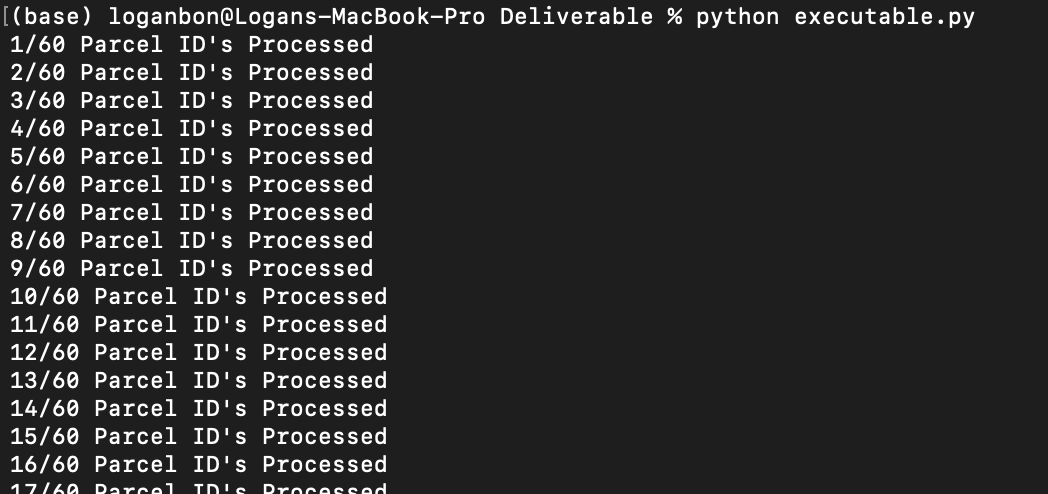 [(base) loganbon@Logans-MacBook-Pro Deliverable % python executable.py
1/60 Parcel ID's Processed
2/60 Parcel ID's Processed
3/60 Parcel ID's Processed
4/60 Parcel ID's Processed
5/60 Parcel ID's Processed
6/60 Parcel ID's Processed
7/60 Parcel ID's Processed
8/60 Parcel ID's Processed
9/60 Parcel ID's Processed
10/60 Parcel ID's Processed
11/60 Parcel ID's Processed
12/60 Parcel ID's Processed
13/60 Parcel ID's Processed
14/60 Parcel ID's Processed
15/60 Parcel ID's Processed
16/60 Parcel ID's Processed
17/60 Parcel ID's Processed